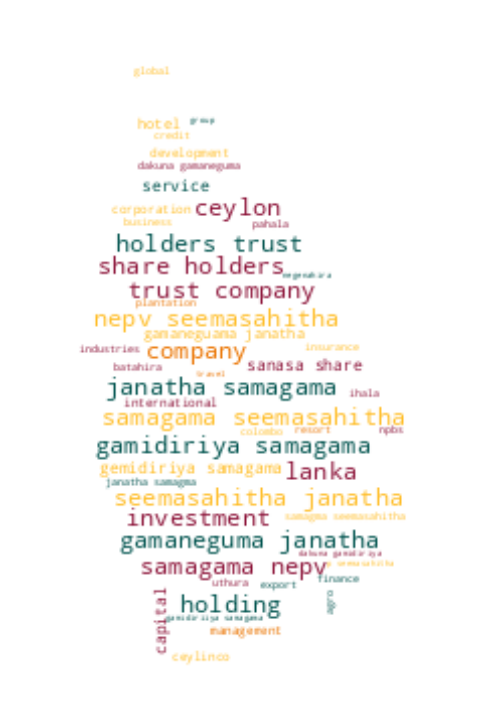 global
hotel group
credit
development
dakuna gamaneguma
service
corporation ceylon
business pahala
holders trust
share holders
negenahira
trust company
plantation
nepv seemasahitha
gamaneguama janatha
industries company insurance
batahira sanasa share
travel
janatha samagama ihala
international
samagama seemasahitha
colombo resort npbs
gamidiriya samagama
gemidiriya samagama lanka
janatha samagma
seemasahitha janatha
investment samagma seemasahitha
gamaneguma janatha
dakuna gamidiriya
samagama nepv seemasahitha
uthura export finance
capital holding agro
gamidiriiya samagama
management
ceylinco